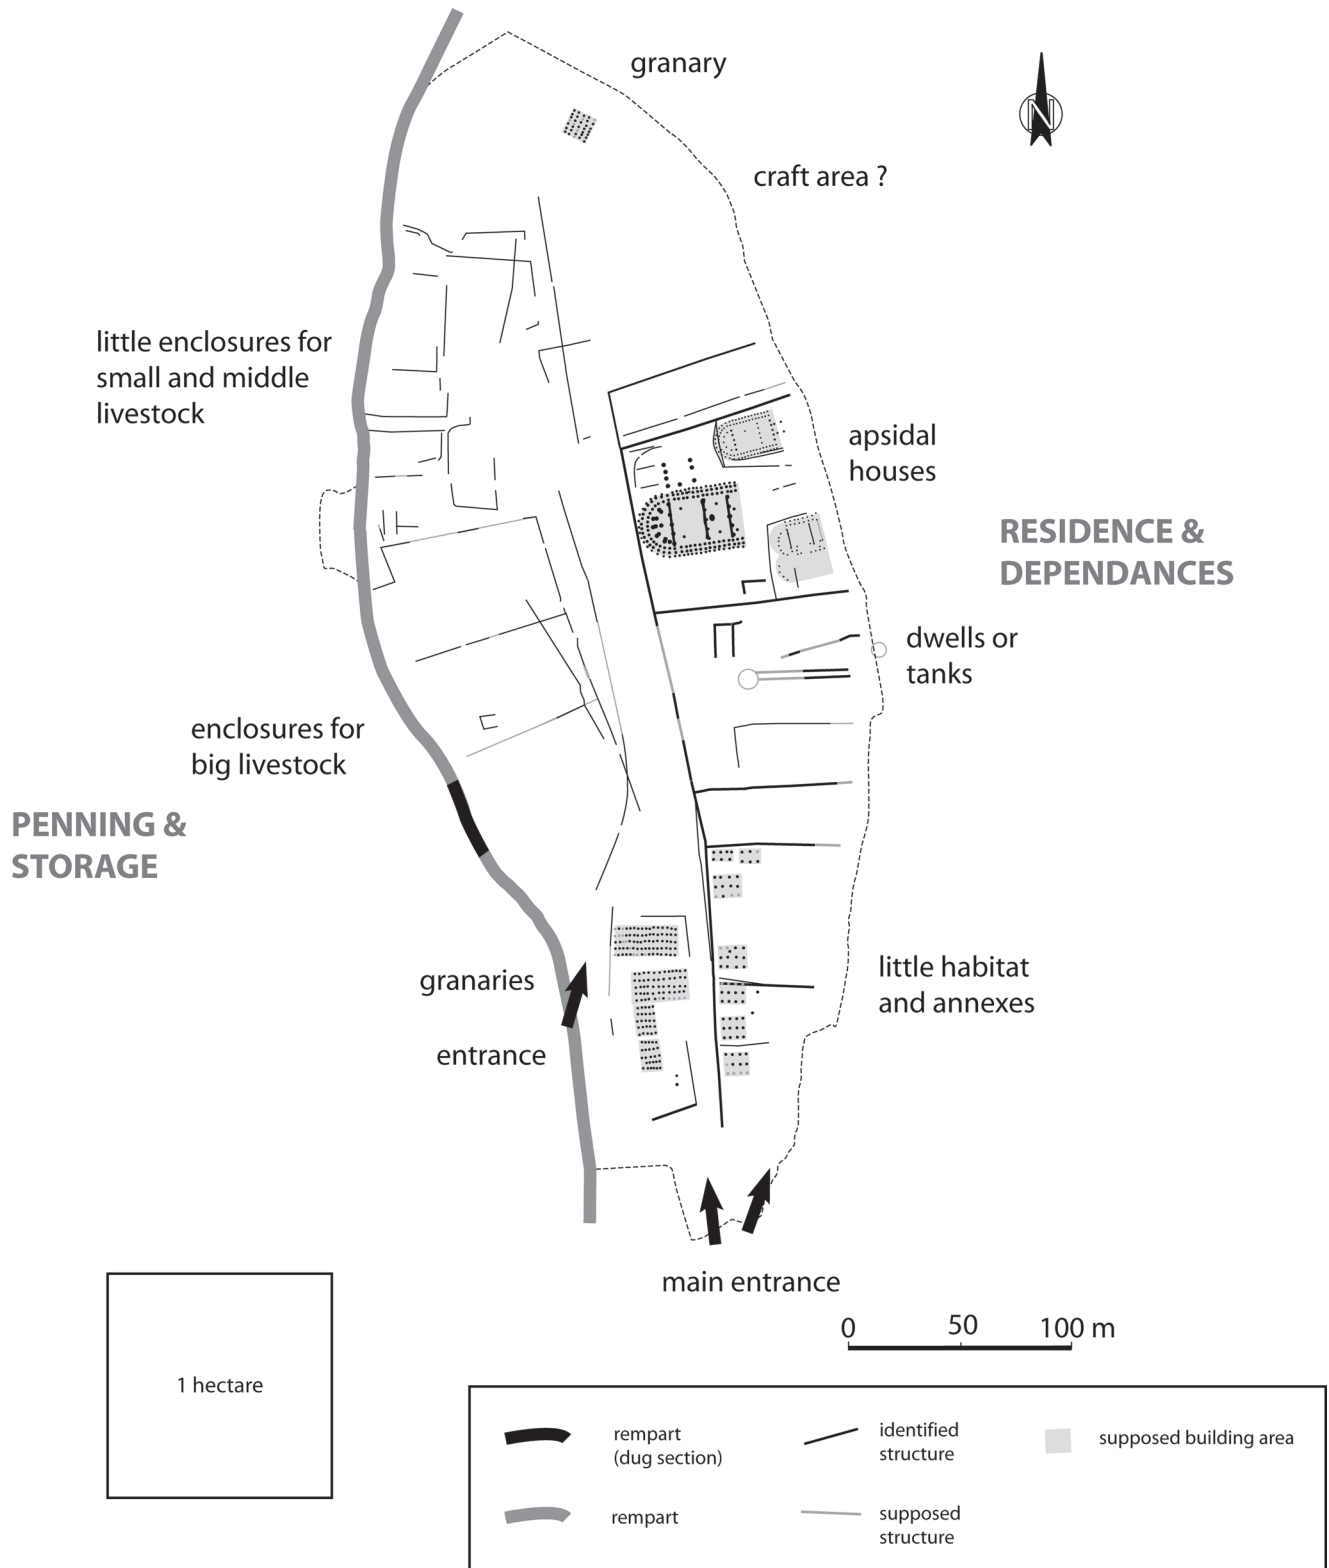 granary
N
craft area ?
little enclosures for
small and middle
livestock
apsidal
houses
RESIDENCE &
DEPENDANCES
dwells or
tanks
enclosures for
big livestock
PENNING &
STORAGE
granaries
little habitat
and annexes
entrance
main entrance
0 50 100 m
1 hectare
rempart
(dug section)
identified
structure
supposed building area
rempart
supposed
structure